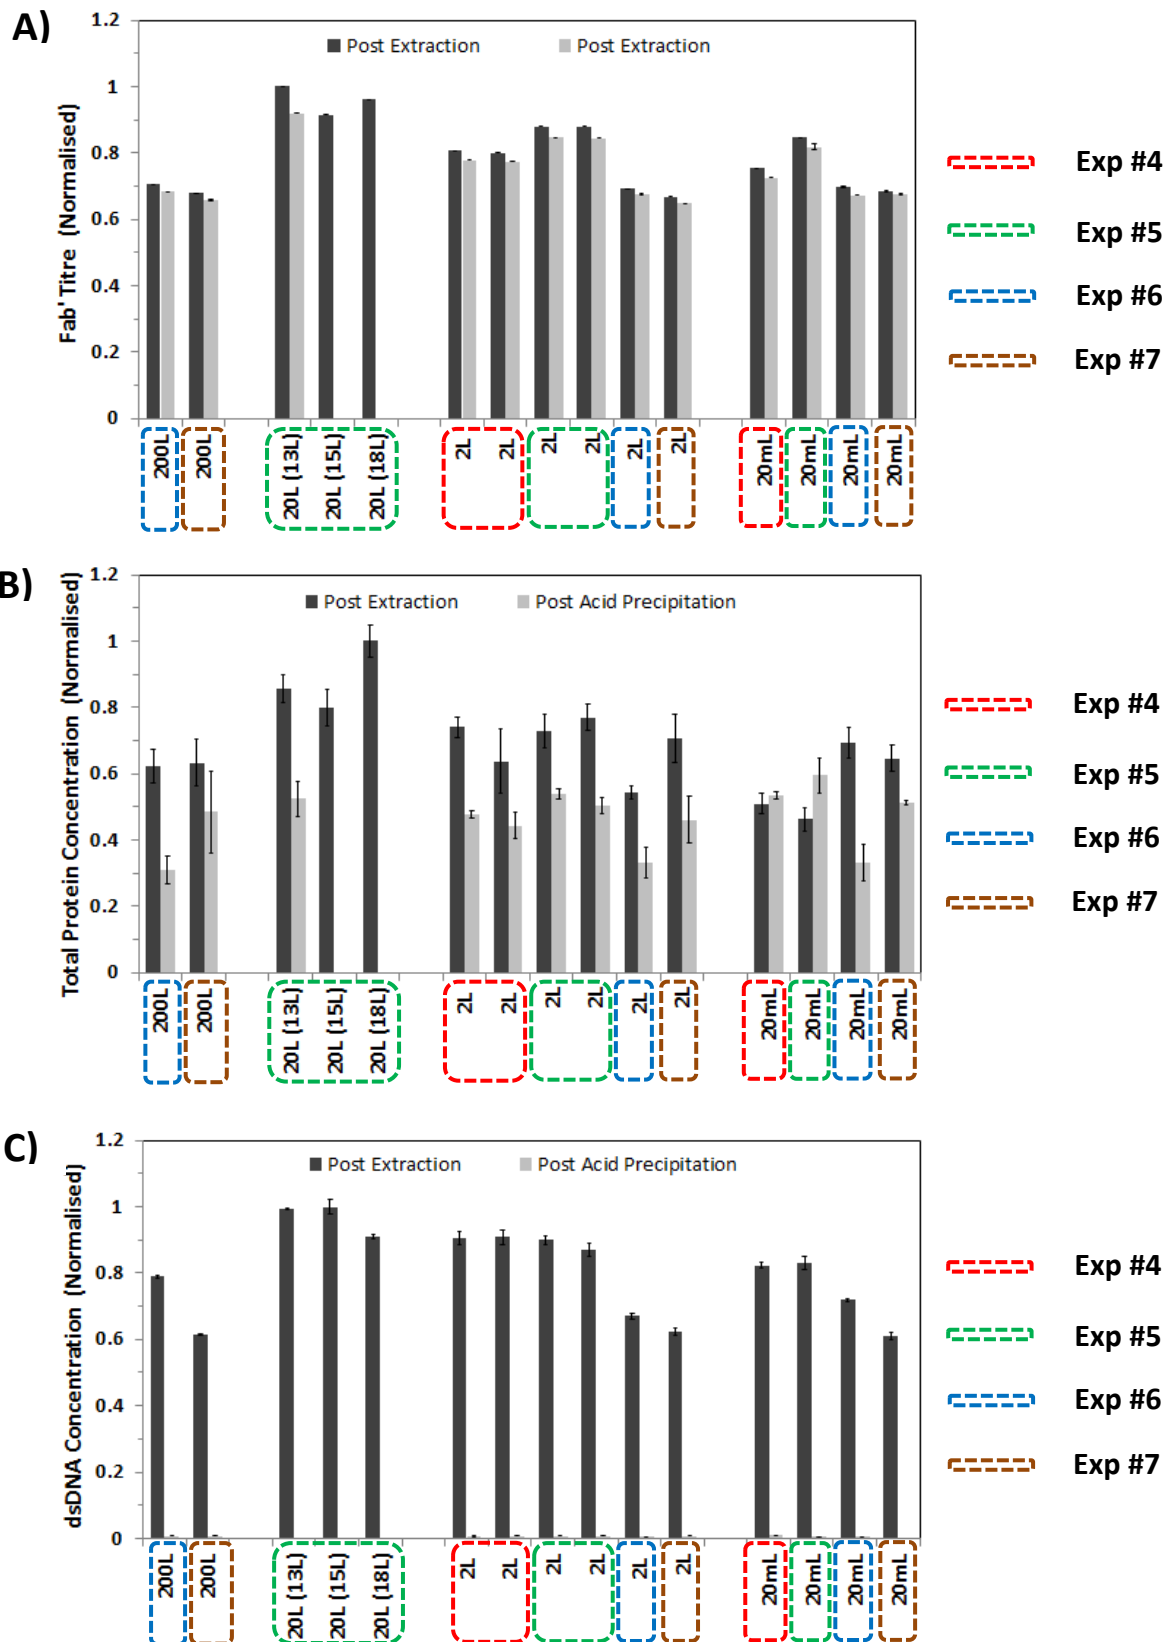 A)
1.2
1
0.8
0.6
0.4
0.2
0
Fab' Titre (Normalised)
Post Extraction Post Extraction
200L 200L 20L (13L) 20L (15L) 20L (18L) 2L 2L 2L 2L 2L 2L 20mL 20mL 20mL 20mL
Exp #4
Exp #5
Exp #6
Exp #7
B)
1.2
1
0.8
0.6
0.4
0.2
0
Total Protein Concentration (Normalised)
Post Extraction Post Acid Precipitation
200L 200L 20L (13L) 20L (15L) 20L (18L) 2L 2L 2L 2L 2L 2L 20mL 20mL 20mL 20mL
Exp #4
Exp #5
Exp #6
Exp #7
C)
1.2
1
0.8
0.6
0.4
0.2
0
dsDNA Concentration (Normalised)
Post Extraction Post Acid Precipitation
200L 200L 20L (13L) 20L (15L) 20L (18L) 2L 2L 2L 2L 2L 2L 20mL 20mL 20mL 20mL
Exp #4
Exp #5
Exp #6
Exp #7